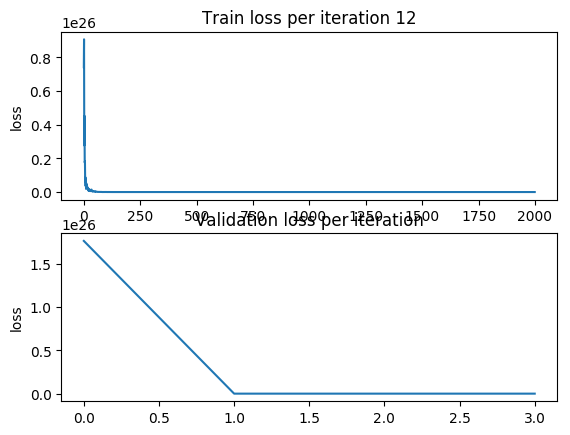 Train loss per iteration 12
1e26
0.8
0.6
0.4
0.2
0.0
loss
0 250 500 750 1000 1250 1500 1750 2000
Validation loss per iteration
1e26
1.5
1.0
0.5
0.0
loss
0.0 0.5 1.0 1.5 2.0 2.5 3.0